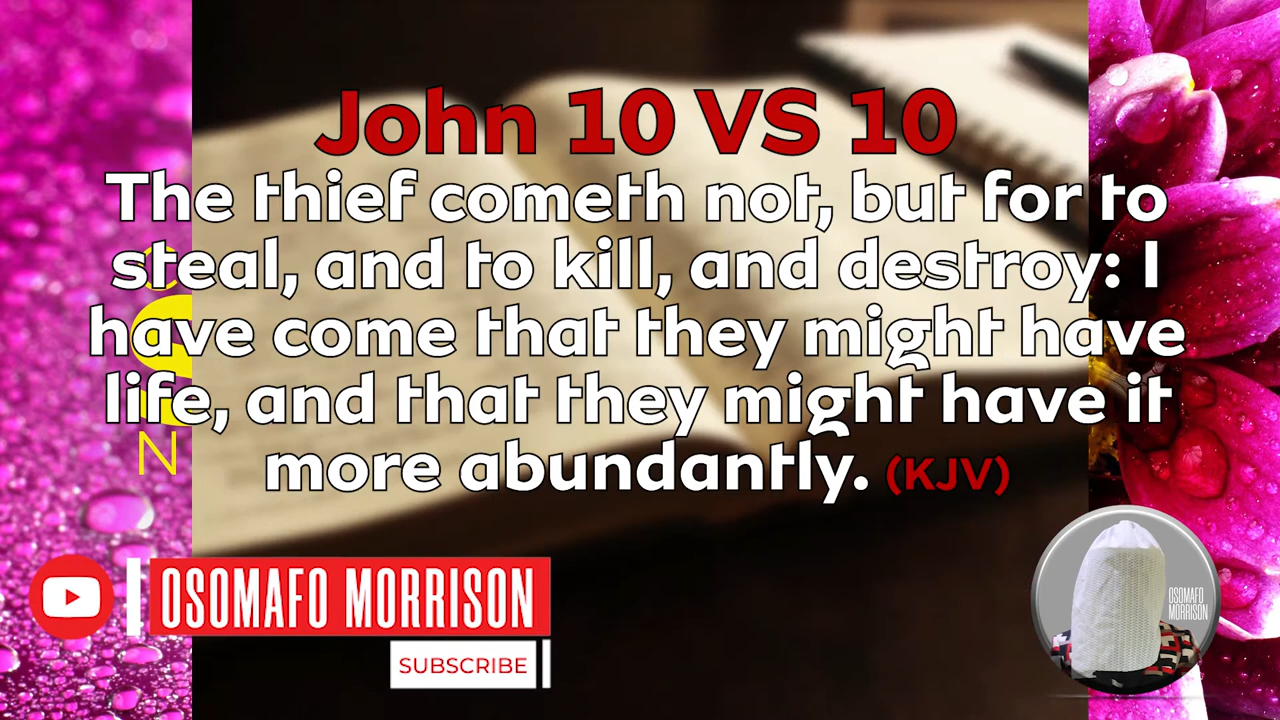 John 10 VS 10
The thief cometh not, but for to
steal, and to kill, and destroy: I
have come that they might have
life, and that they might have it
more abundantly. (KJV)
N
OSOMAFO MORRISON
SUBSCRIBE
OSOMAFO
MORRISON